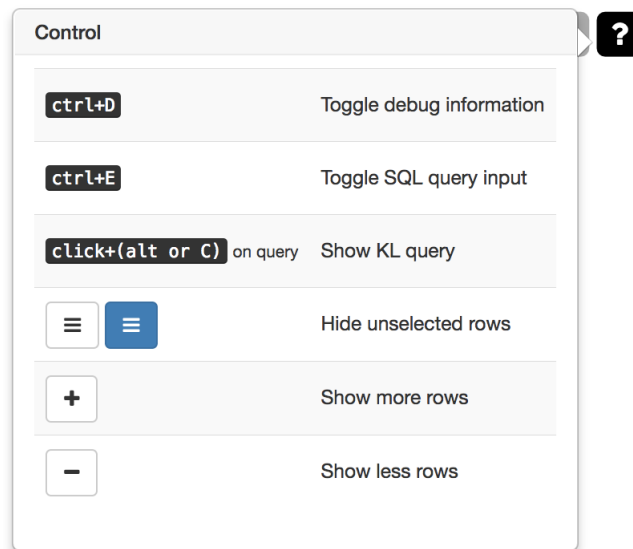 Control
?
ctrl+D Toggle debug information
ctrl+E Toggle SQL query input
click+(alt or C) on query Show KL query
Hide unselected rows
+ Show more rows
− Show less rows